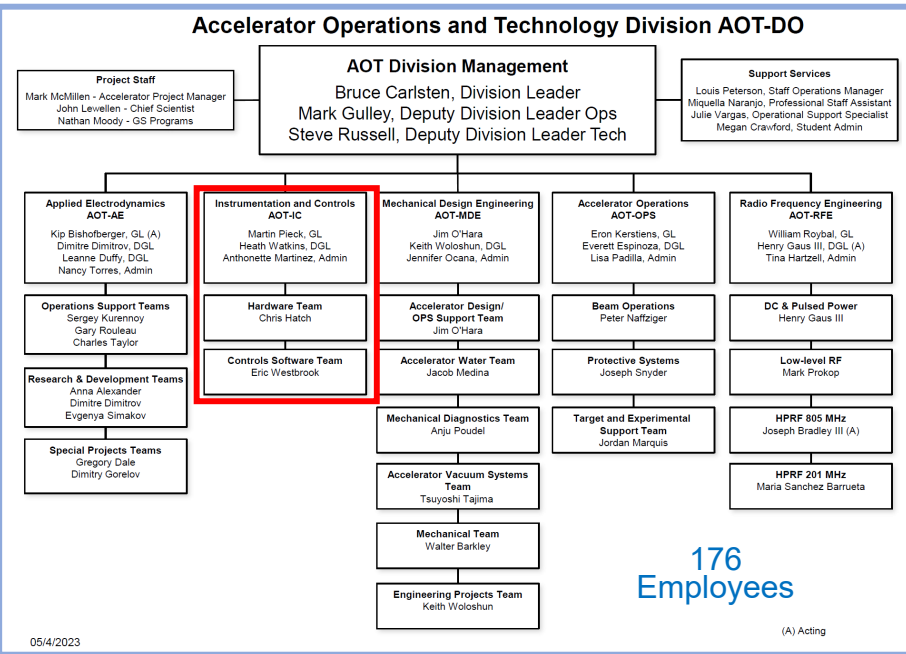 Accelerator Operations and Technology Division AOT-DO
Project Staff
Mark McMillen - Accelerator Project Manager
John Lewellen - Chief Scientist
Nathan Moody - GS Programs
AOT Division Management
Bruce Carlsten, Division Leader
Mark Gulley, Deputy Division Leader Ops
Steve Russell, Deputy Division Leader Tech
Support Services
Louis Peterson, Staff Operations Manager
Miquella Naranjo, Professional Staff Assistant
Julie Vargas, Operational Support Specialist
Megan Crawford, Student Admin
Applied Electrodynamics
AOT-AE
Kip Bishofberger, GL (A)
Dimitre Dimitrov, DGL
Leanne Duffy, DGL
Nancy Torres, Admin
Operations Support Teams
Sergey Kurennoy
Gary Rouleau
Charles Taylor
Research & Development Teams
Anna Alexander
Dimitre Dimitrov
Evgenya Simakov
Special Projects Teams
Gregory Dale
Dimitry Gorelov
Instrumentation and Controls
AOT-IC
Martin Pieck, GL
Heath Watkins, DGL
Anthonette Martinez, Admin
Hardware Team
Chris Hatch
Controls Software Team
Eric Westbrook
Mechanical Design Engineering
AOT-MDE
Jim O'Hara
Keith Woloshun, DGL
Jennifer Ocana, Admin
Accelerator Design/
OPS Support Team
Jim O'Hara
Accelerator Water Team
Jacob Medina
Mechanical Diagnostics Team
Anju Poudel
Accelerator Vacuum Systems
Team
Tsuyoshi Tajima
Mechanical Team
Walter Barkley
Engineering Projects Team
Keith Woloshun
Accelerator Operations
AOT-OPS
Eron Kerstiens, GL
Everett Espinoza, DGL
Lisa Padilla, Admin
Beam Operations
Peter Naffziger
Protective Systems
Joseph Snyder
Target and Experimental
Support Team
Jordan Marquis
Radio Frequency Engineering
AOT-RFE
William Roybal, GL
Henry Gaus III, DGL (A)
Tina Hartzell, Admin
DC & Pulsed Power
Henry Gaus III
Low-level RF
Mark Prokop
HPRF 805 MHz
Joseph Bradley III (A)
HPRF 201 MHz
Maria Sanchez Barrueta
176
Employees
(A) Acting
05/4/2023